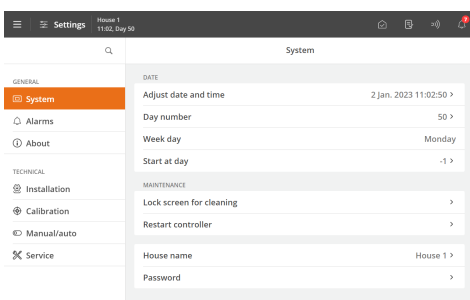 Settings
House 1
11:02, Day 50
System
GENERAL
System
Alarms
About
TECHNICAL
Installation
Calibration
Manual/auto
Service
DATE
Adjust date and time 2 Jan. 2023 11:02:50
Day number 50
Week day Monday
Start at day -1
MAINTENANCE
Lock screen for cleaning
Restart controller
House name House 1
Password